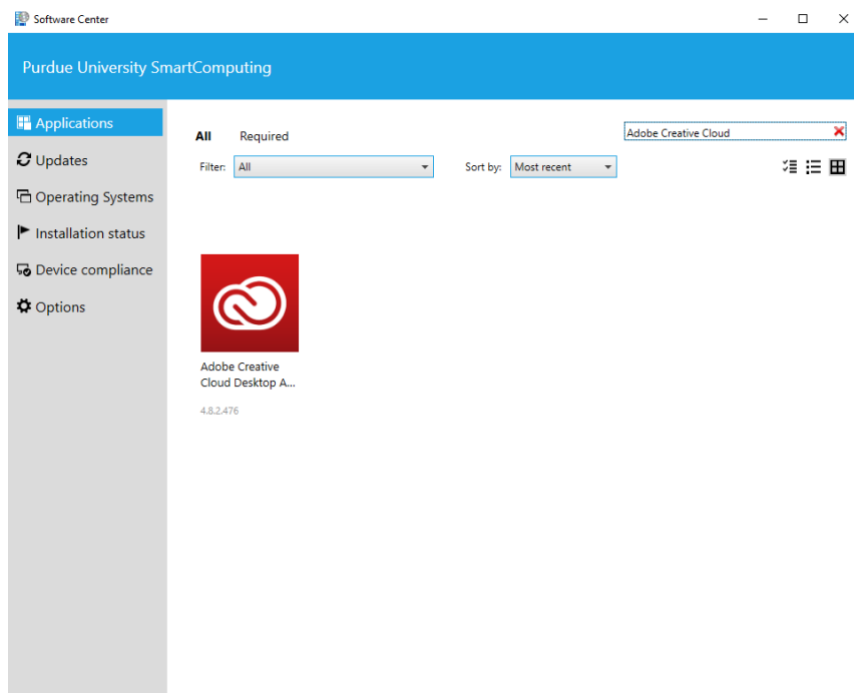 Software Center
Purdue University SmartComputing
Applications
Updates
Operating Systems
Installation status
Device compliance
Options
All Required
Adobe Creative Cloud
Filter: All
Sort by: Most recent
Adobe Creative
Cloud Desktop A...
4.8.2.476